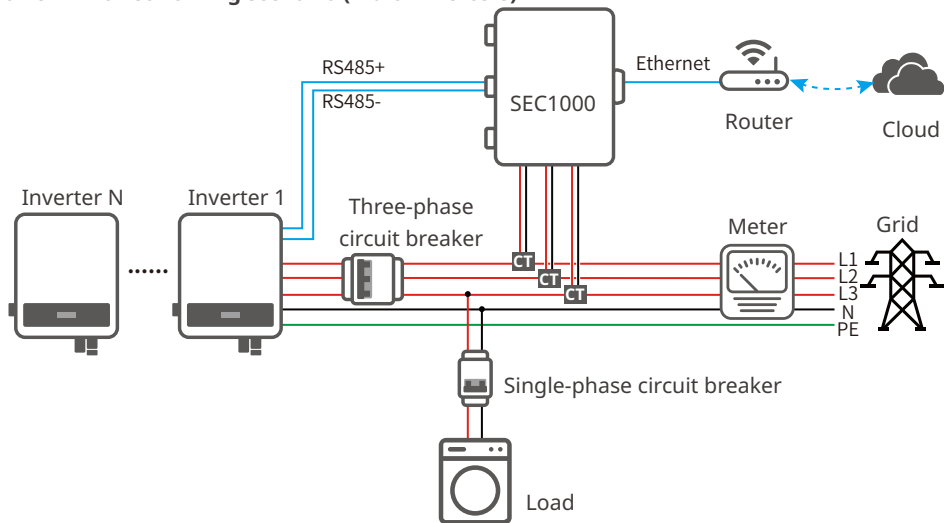 RS485+
RS485-
SEC1000
Ethernet
Router
Cloud
Inverter N
Inverter 1
Three-phase
circuit breaker
Meter
Grid
CT
CT
CT
L1
L2
L3
N
PE
Single-phase circuit breaker
Load